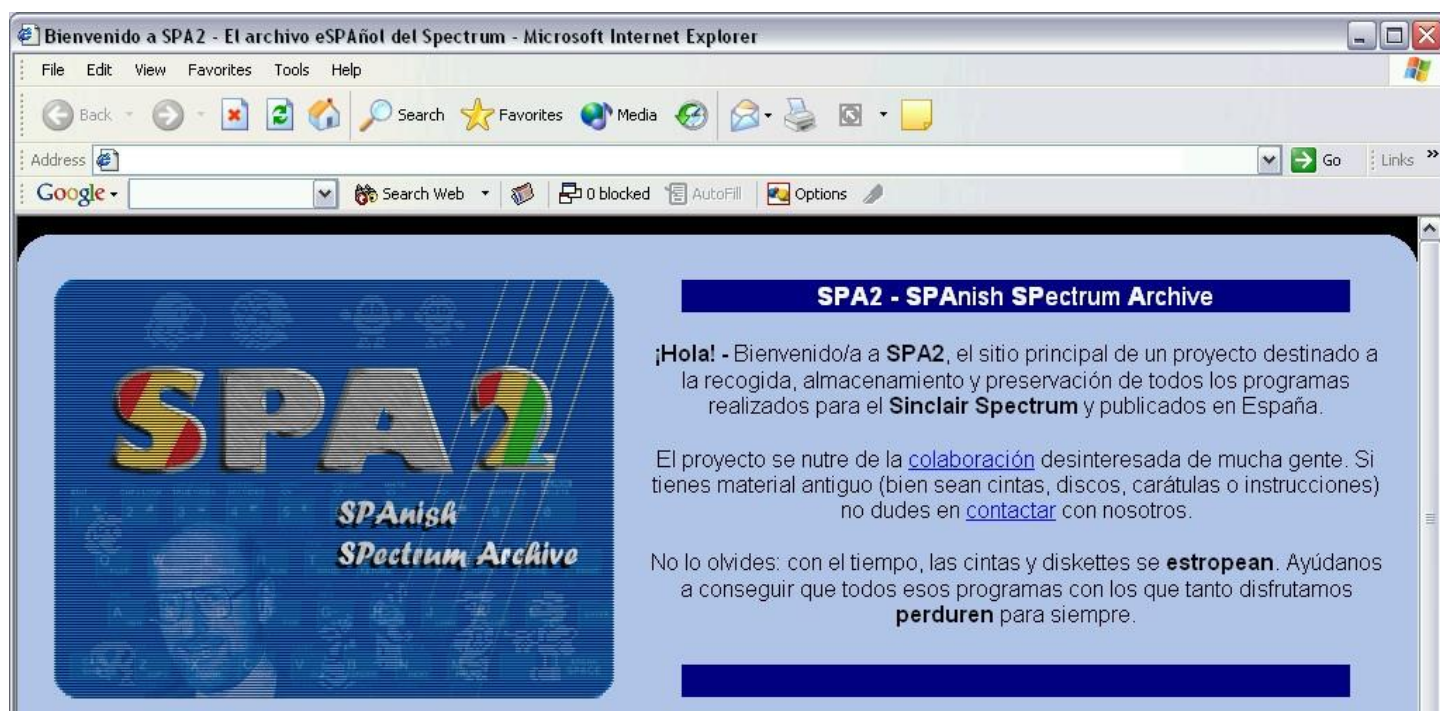 Bienvenido a SPA2 - El archivo eSPAñol del Spectrum - Microsoft Internet Explorer
File Edit View Favorites Tools Help
Back Search Favorites Media
Address Go Links »
Google Search Web 0 blocked AutoFill Options
SPA2
SPAnish
SPectrum Archive
SPA2 - SPAnish SPectrum Archive
¡Hola! - Bienvenido/a a SPA2, el sitio principal de un proyecto destinado a
la recogida, almacenamiento y preservación de todos los programas
realizados para el Sinclair Spectrum y publicados en España.
El proyecto se nutre de la colaboración desinteresada de mucha gente. Si
tienes material antiguo (bien sean cintas, discos, carátulas o instrucciones)
no dudes en contactar con nosotros.
No lo olvides: con el tiempo, las cintas y diskettes se estropean. Ayúdanos
a conseguir que todos esos programas con los que tanto disfrutamos
perduren para siempre.